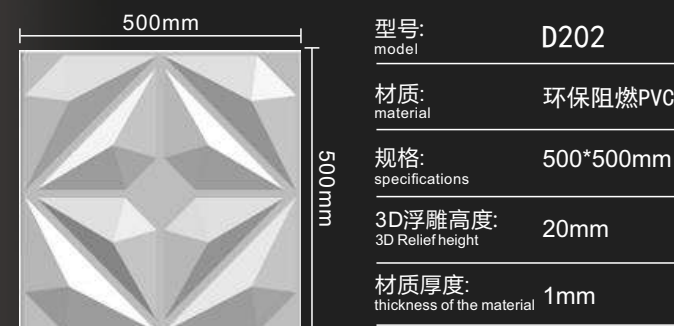 500mm
500mm
型号:
model
D202
材质:
material
环保阻燃PVC
规格:
specifications
500*500mm
3D浮雕高度:
3D Relief height
20mm
材质厚度:
thickness of the material
1mm